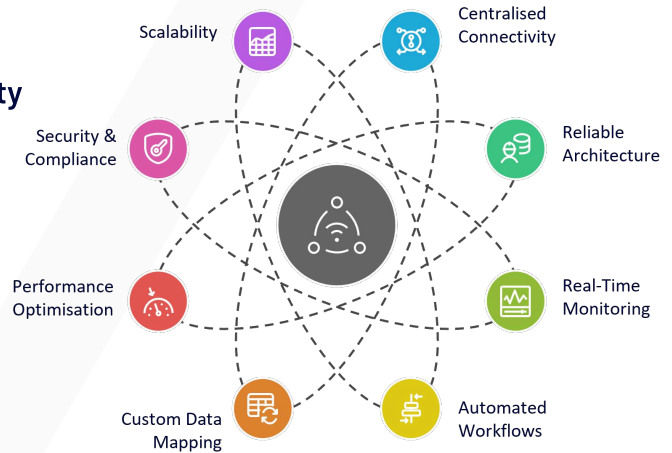 Scalability
Centralised
Connectivity
ty
Security &
Compliance
Reliable
Architecture
Performance
Optimisation
Real-Time
Monitoring
Custom Data
Mapping
Automated
Workflows